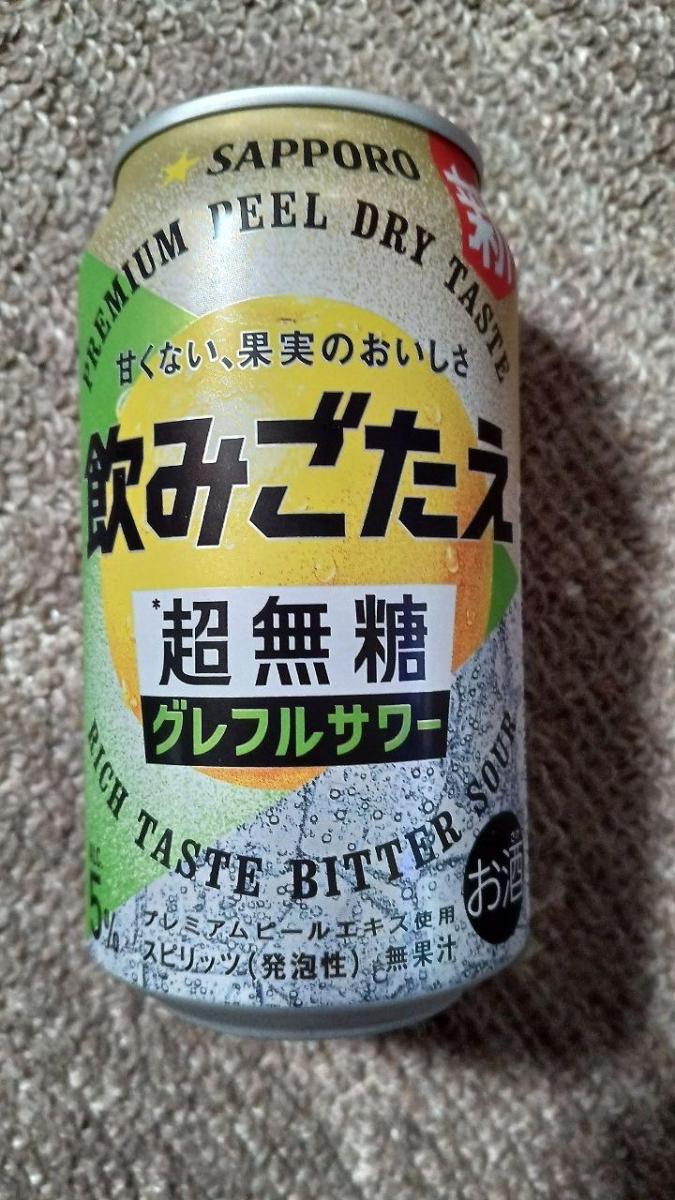 SAPPORO
新
PREMIUM PEEL DRY TASTE
甘くない、果実のおいしさ
飲みごたえ
*超無糖
グレフルサワー
RICH TASTE BITTER SOUR
ALC.
5%
お酒
プレミアムピールエキス使用
スピリッツ(発泡性) 無果汁